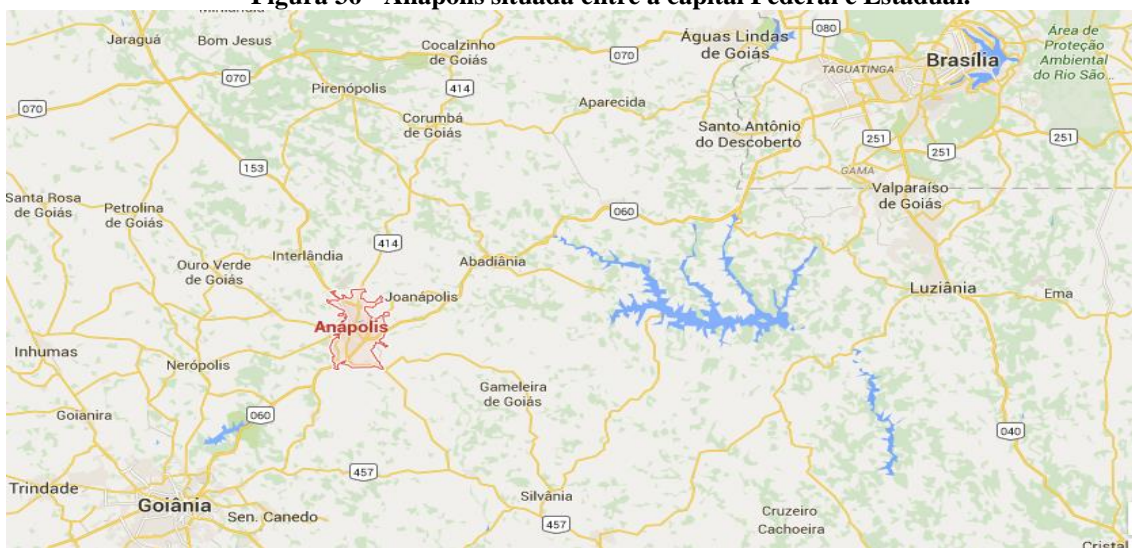 Figura 36 - Anápolis situada entre a capital Federal e Estadual.
Jaraguá
Bom Jesus
Cocalzinho
de Goiás
070
Águas Lindas
de Goiás
080
Brasília
Área de
Proteção
Ambiental
do Rio São...
TAGUATINGA
070
070
Pirenópolis
414
Aparecida
Corumbá
de Goiás
Santo Antônio
do Descoberto
251
251
251
153
GAMA
Valparaíso
de Goiás
Santa Rosa
de Goiás
Petrolina
de Goiás
060
414
Interlândia
Abadiânia
Ouro Verde
de Goiás
Joanápolis
Luziânia
Ema
Anápolis
Inhumas
Nerópolis
Gameleira
de Goiás
Goianira
060
040
457
Trindade
Goiânia
Silvânia
Sen. Canedo
457
Cruzeiro
Cachoeira
Cristal